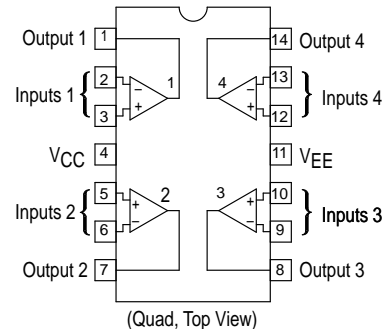 Output 1 1 14 Output 4
Inputs 1 { 2 − 1 4 − 13 } Inputs 4
3 + + 12
VCC 4 11 VEE
Inputs 2 { 5 + 2 3 + 10 } Inputs 3
6 − − 9
Output 2 7 8 Output 3
(Quad, Top View)